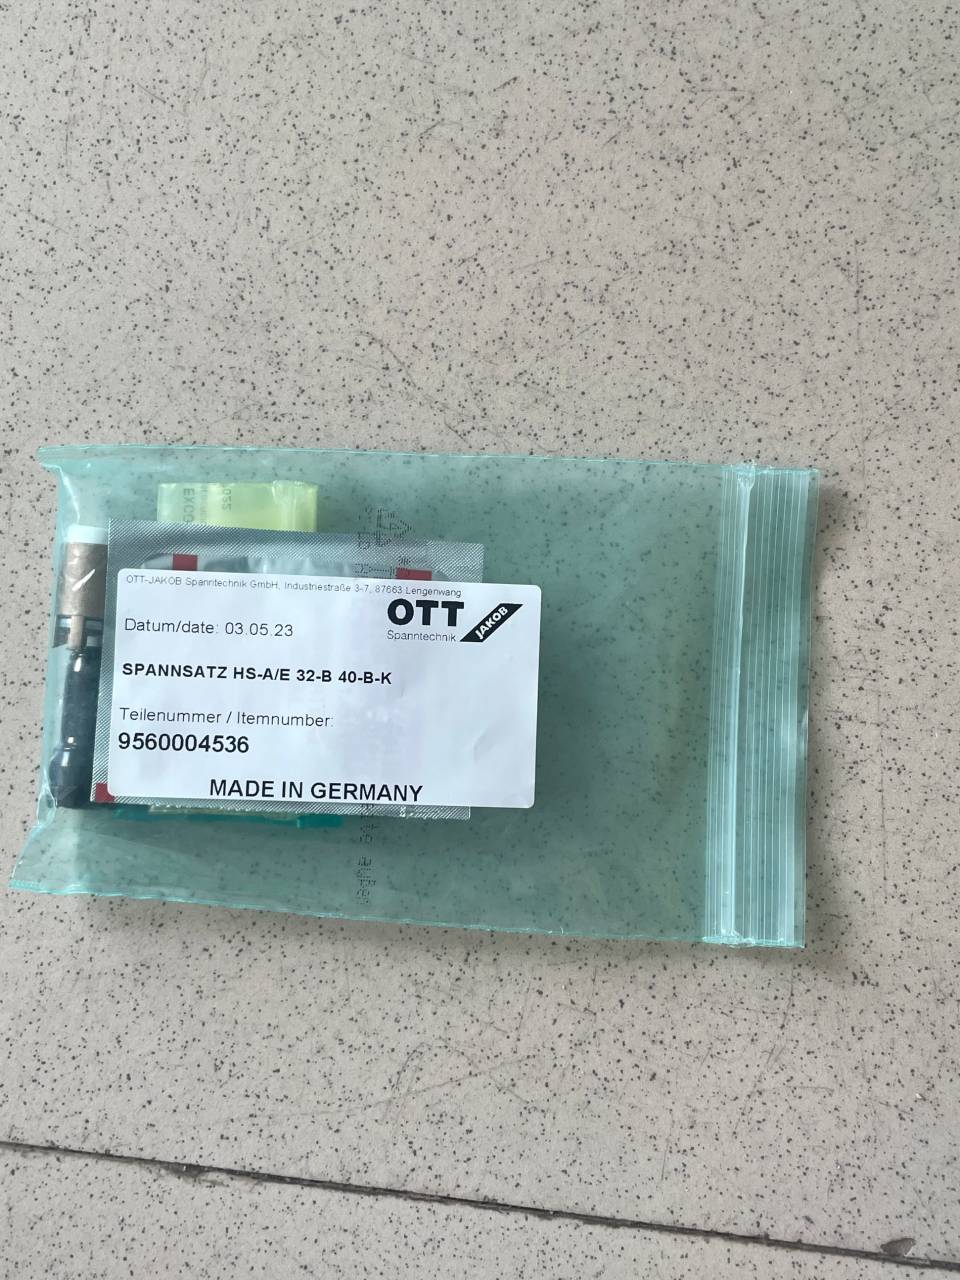 OTT-JAKOB Spanntechnik GmbH, Industriestraße 3-7, 87663 Lengenwang
OTT
JAKOB
Spanntechnik
Datum/date: 03.05.23
SPANNSATZ HS-A/E 32-B 40-B-K
Teilenummer / Itemnumber:
9560004536
MADE IN GERMANY